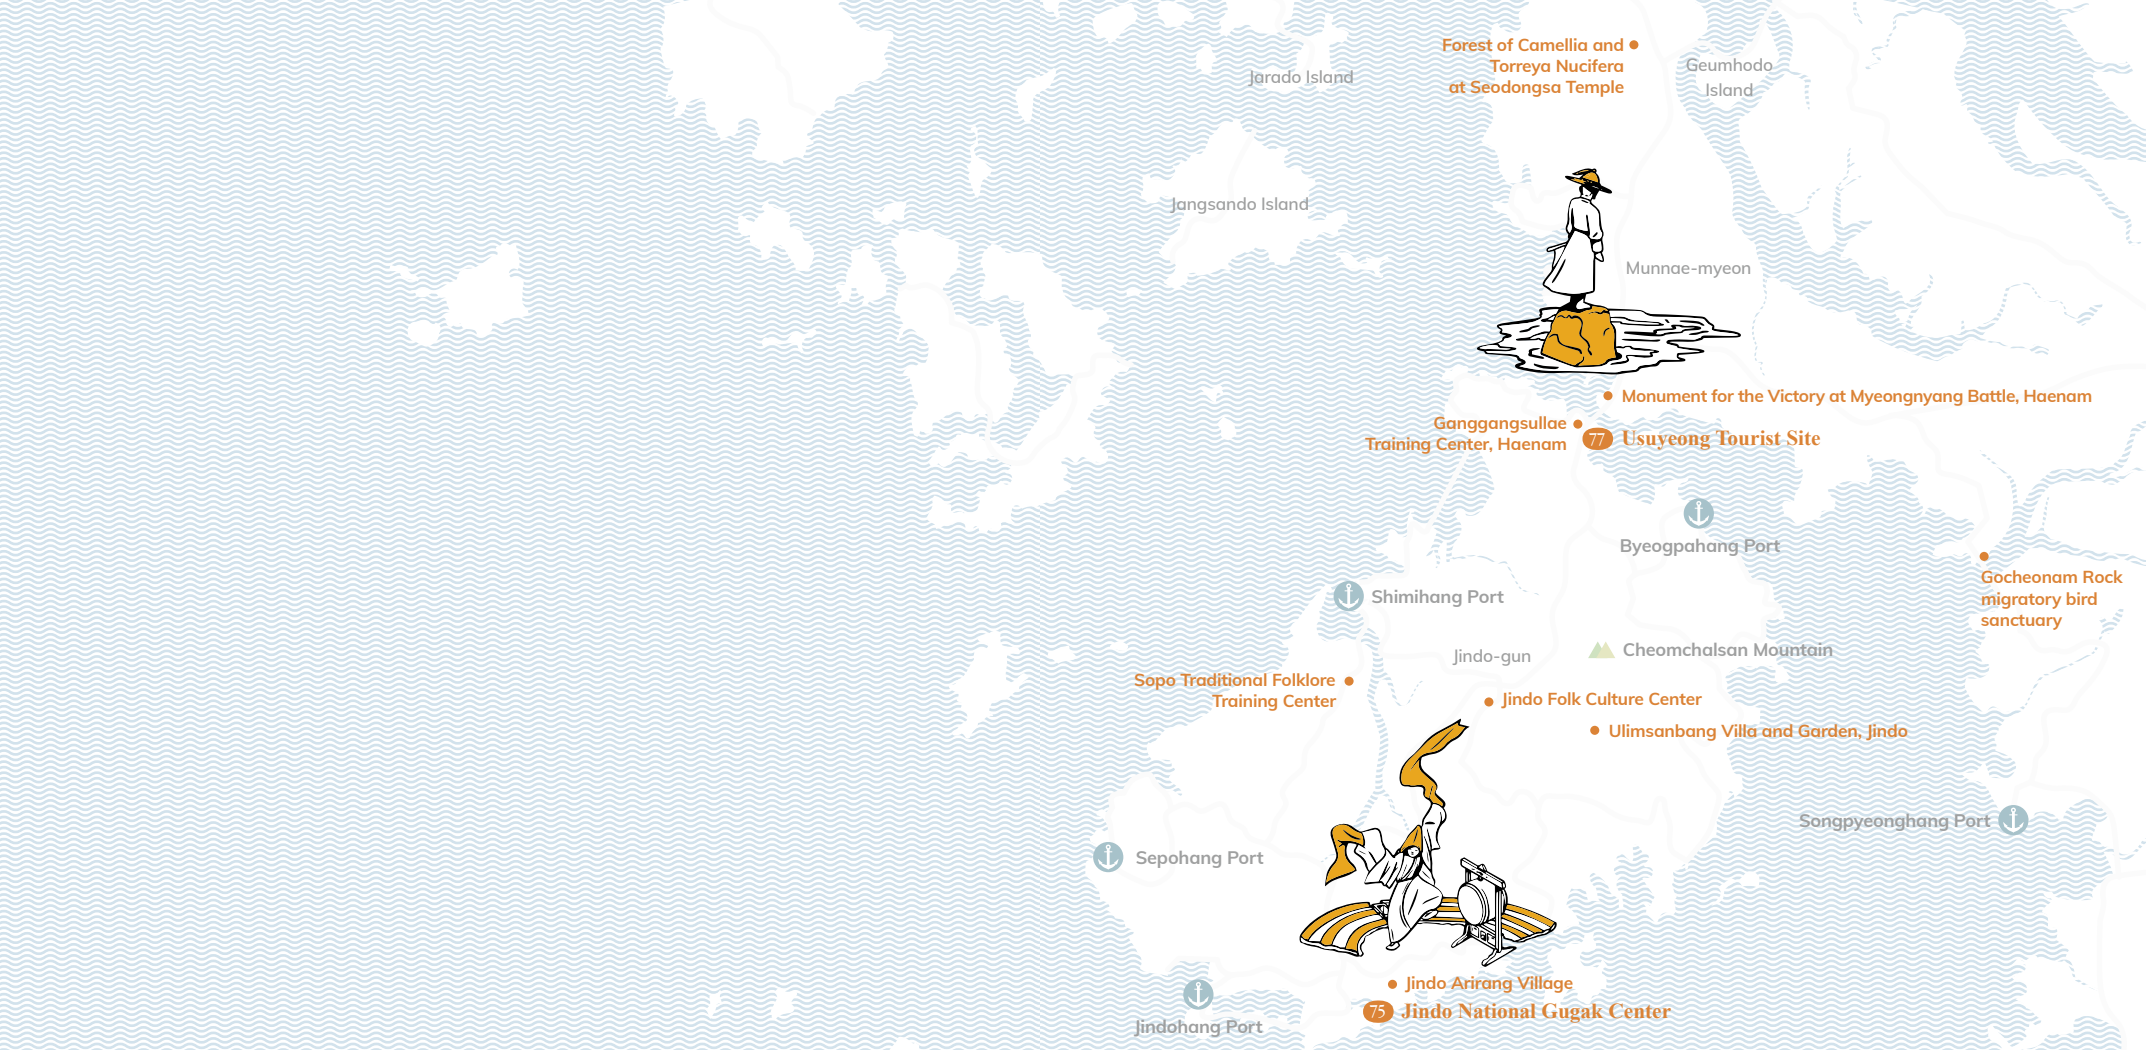 Forest of Camellia and
Torreya Nucifera
at Seodongsa Temple
Geumhodo
Island
Jarado Island
Jangsando Island
Munnae-myeon
Monument for the Victory at Myeongnyang Battle, Haenam
Ganggangsullae
Training Center, Haenam
77 Usuyeong Tourist Site
Byeogpahang Port
Gocheonam Rock
migratory bird
sanctuary
Shimihang Port
Cheomchalsan Mountain
Jindo-gun
Sopo Traditional Folklore
Training Center
Jindo Folk Culture Center
Ulimsanbang Villa and Garden, Jindo
Songpyeonghang Port
Sepohang Port
Jindo Arirang Village
75 Jindo National Gugak Center
Jindohang Port